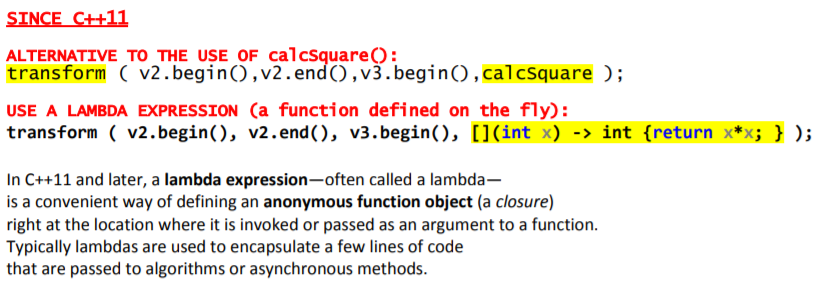 SINCE C++11
ALTERNATIVE TO THE USE OF calcSquare():
transform ( v2.begin(),v2.end(),v3.begin(),calcSquare );
USE A LAMBDA EXPRESSION (a function defined on the fly):
transform ( v2.begin(), v2.end(), v3.begin(), [](int x) -> int {return x*x; } );
In C++11 and later, a lambda expression—often called a lambda—
is a convenient way of defining an anonymous function object (a closure)
right at the location where it is invoked or passed as an argument to a function.
Typically lambdas are used to encapsulate a few lines of code
that are passed to algorithms or asynchronous methods.